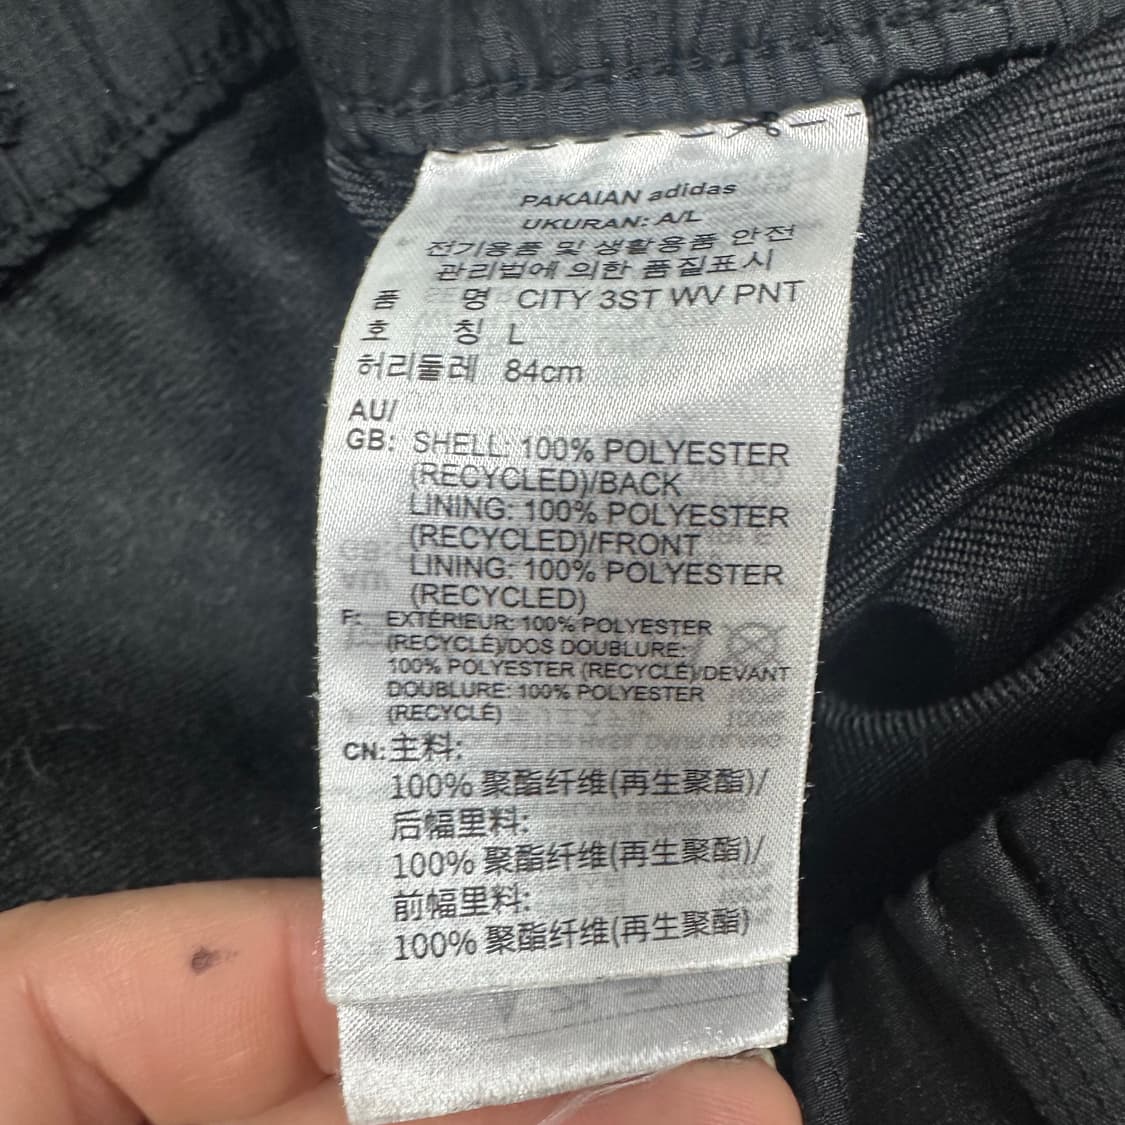 PAKAIAN adidas
UKURAN: A/L
전기용품 및 생활용품 안전
관리법에 의한 품질표시
품 명 CITY 3ST WV PNT
호 칭 L
허리둘레 84cm
AU/
GB: SHELL: 100% POLYESTER
(RECYCLED)/BACK
LINING: 100% POLYESTER
(RECYCLED)/FRONT
LINING: 100% POLYESTER
(RECYCLED)
F: EXTÉRIEUR: 100% POLYESTER
(RECYCLÉ)/DOS DOUBLURE:
100% POLYESTER (RECYCLÉ)/DEVANT
DOUBLURE: 100% POLYESTER
(RECYCLÉ)
CN: 主料:
100% 聚酯纤维(再生聚酯)/
后幅里料:
100% 聚酯纤维(再生聚酯)/
前幅里料:
100% 聚酯纤维(再生聚酯)